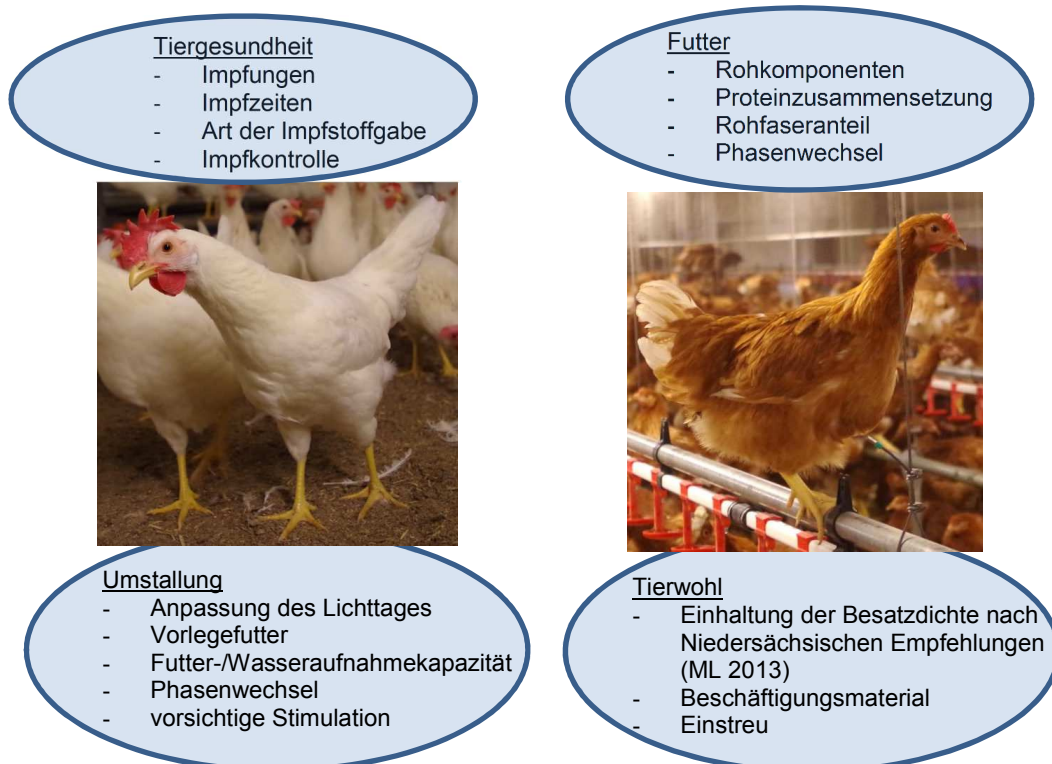 Tiergesundheit
- Impfungen
- Impfzeiten
- Art der Impfstoffgabe
- Impfkontrolle
Futter
- Rohkomponenten
- Proteinzusammensetzung
- Rohfaseranteil
- Phasenwechsel
Umstallung
- Anpassung des Lichttages
- Vorlegefutter
- Futter-/Wasseraufnahmekapazität
- Phasenwechsel
- vorsichtige Stimulation
Tierwohl
- Einhaltung der Besatzdichte nach
Niedersächsischen Empfehlungen
(ML 2013)
- Beschäftigungsmaterial
- Einstreu